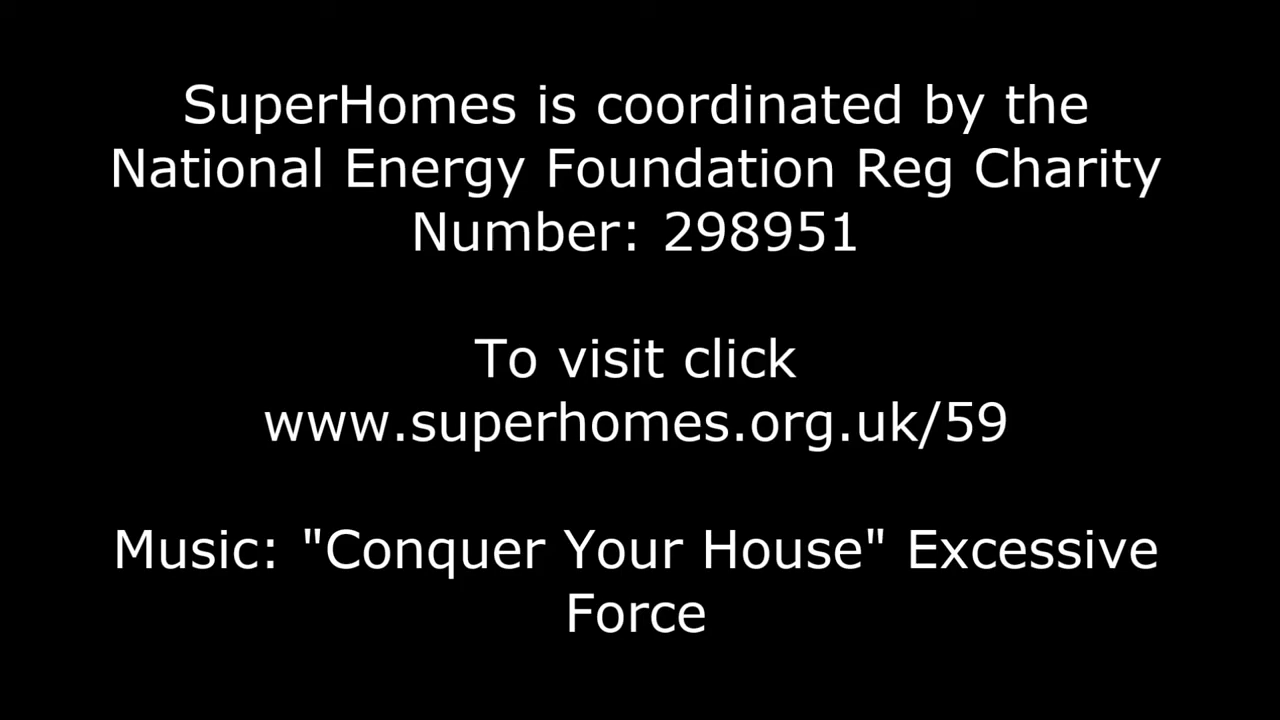 SuperHomes is coordinated by the
National Energy Foundation Reg Charity
Number: 298951
To visit click
www.superhomes.org.uk/59
Music: "Conquer Your House" Excessive
Force